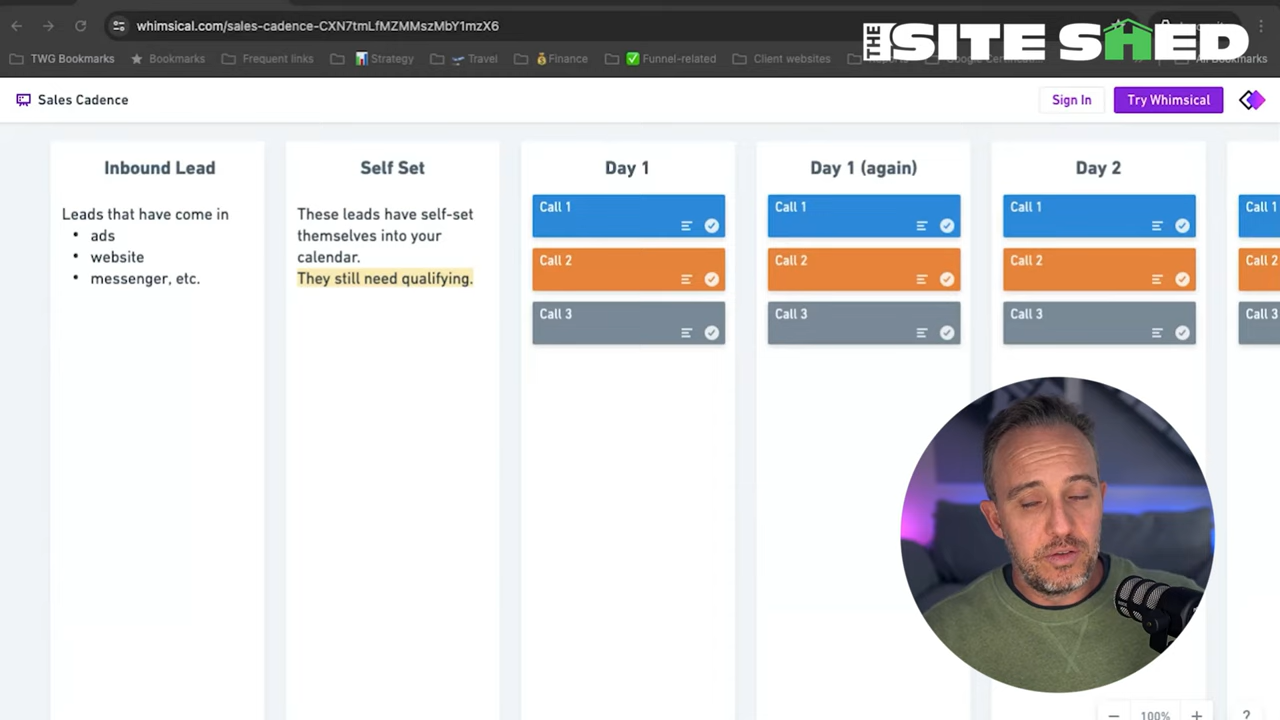 whimsical.com/sales-cadence-CXN7tmLfMZMMszMbY1mzX6
THE SITE SHED
TWG Bookmarks
Bookmarks
Frequent links
Strategy
Travel
Finance
Funnel-related
Client websites
All Bookmarks
Sales Cadence
Sign In
Try Whimsical
Inbound Lead
Leads that have come in
• ads
• website
• messenger, etc.
Self Set
These leads have self-set
themselves into your
calendar.
They still need qualifying.
Day 1
Call 1
Call 2
Call 3
Day 1 (again)
Call 1
Call 2
Call 3
Day 2
Call 1
Call 2
Call 3
Call 1
Call 2
Call 3
100%